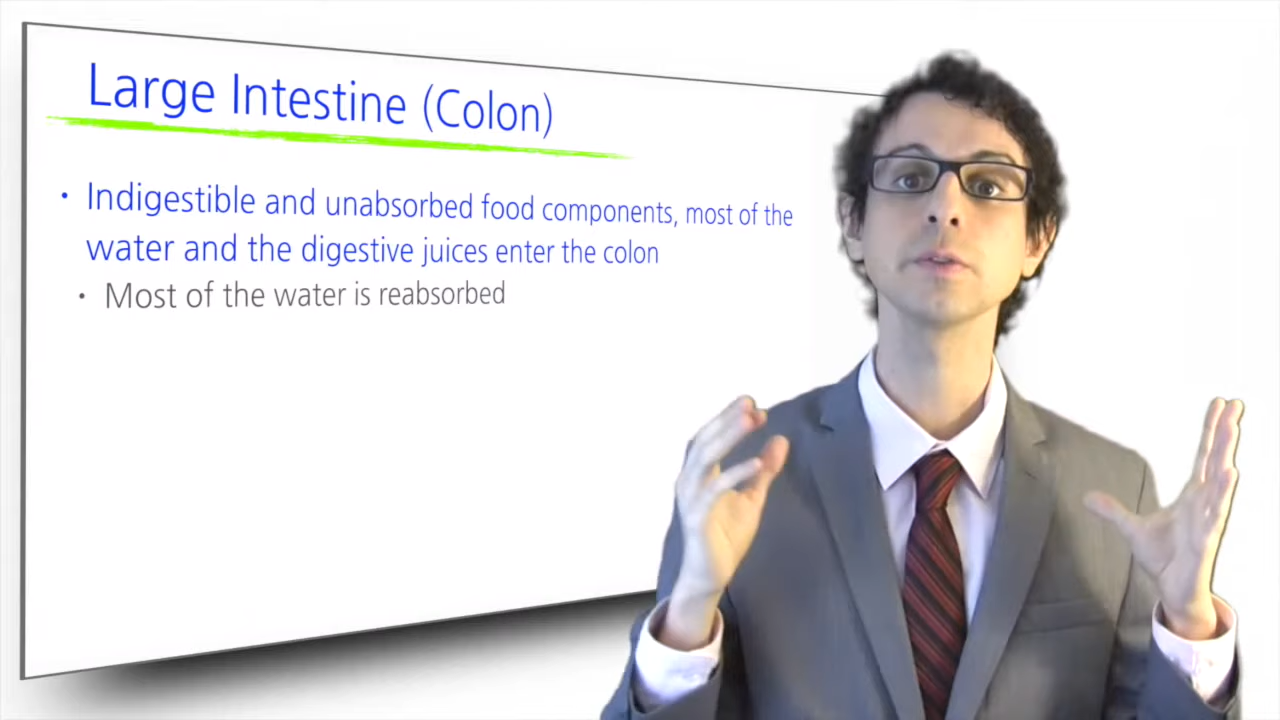 Large Intestine (Colon)
• Indigestible and unabsorbed food components, most of the
water and the digestive juices enter the colon
• Most of the water is reabsorbed